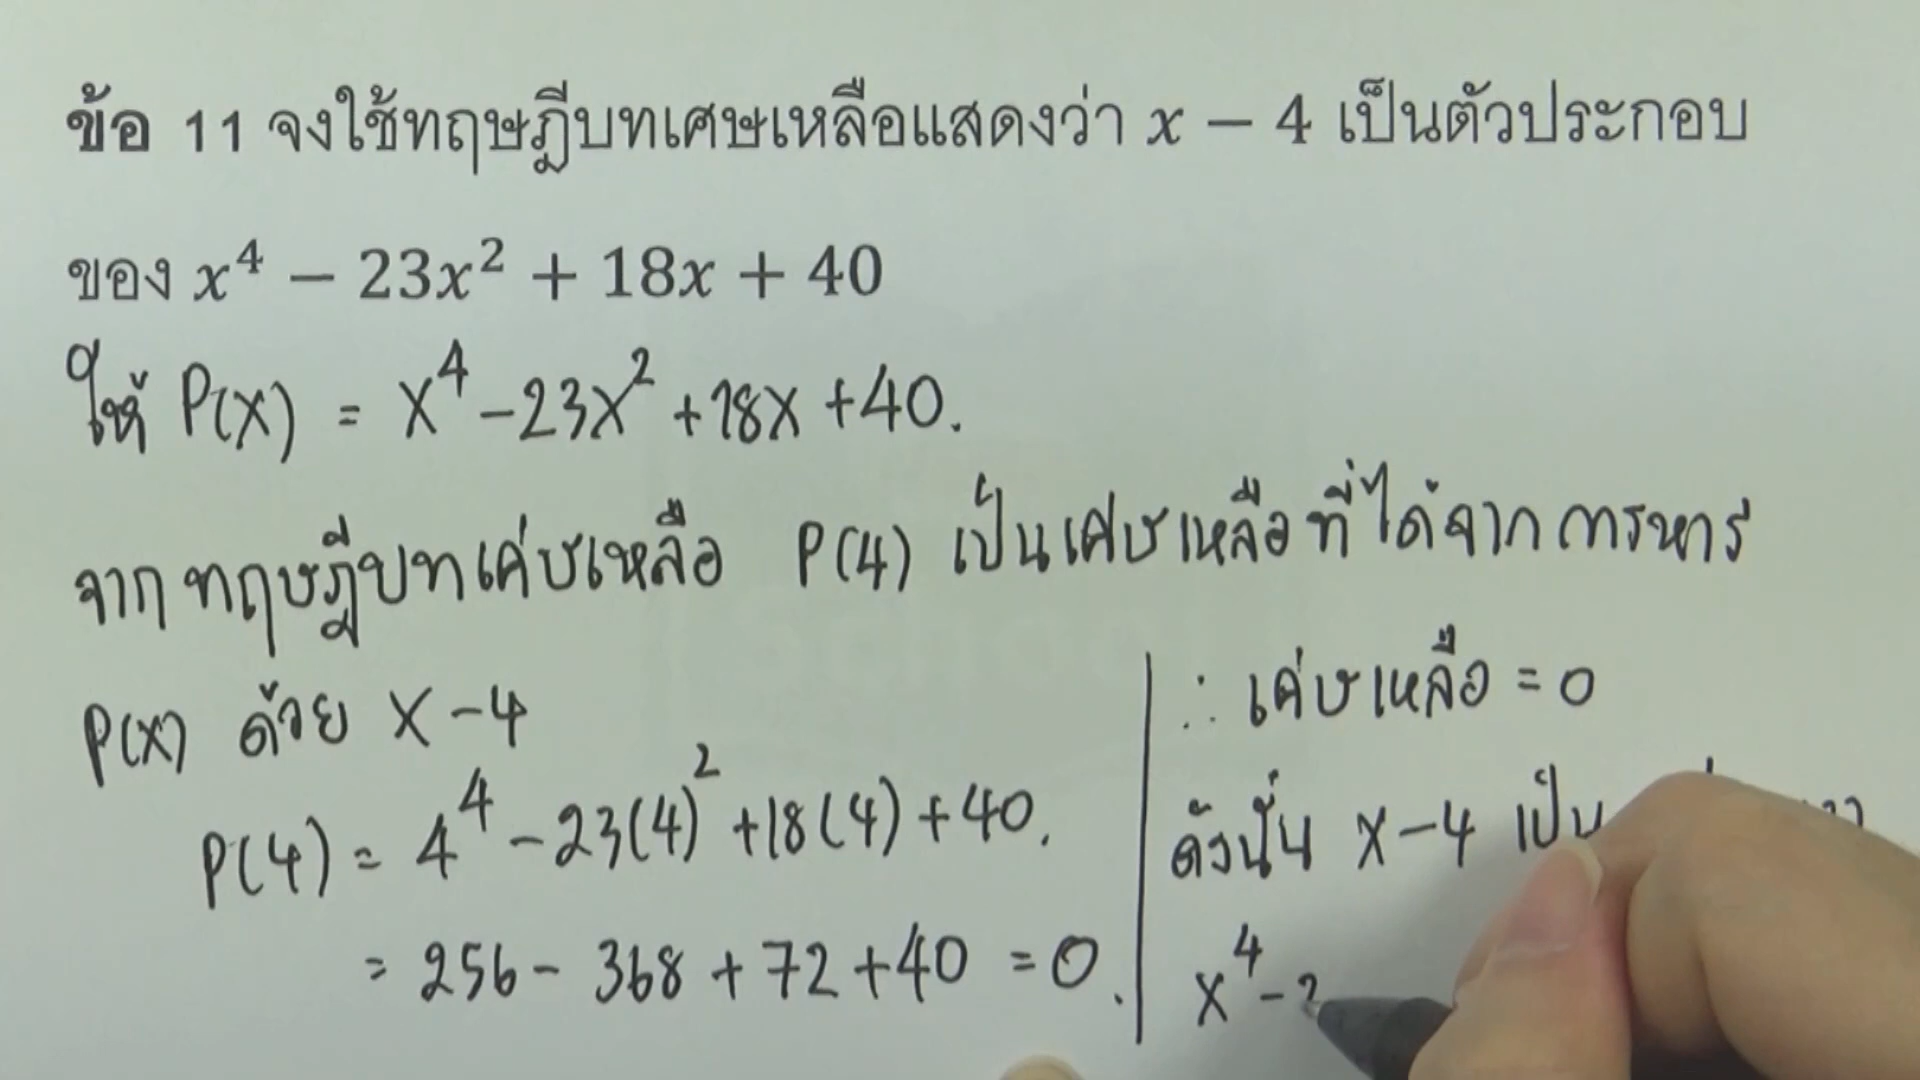 ข้อ 11 จงใช้ทฤษฎีบทเศษเหลือแสดงว่า x − 4 เป็นตัวประกอบ
ของ x⁴ − 23x² + 18x + 40
ให้ P(x) = x⁴ - 23x² + 18x + 40.
จากทฤษฎีบทเศษเหลือ P(4) เป็นเศษเหลือที่ได้จากการหาร
P(x) ด้วย x - 4
P(4) = 4⁴ - 23(4)² + 18(4) + 40.
= 256 - 368 + 72 + 40 = 0.
∴ เศษเหลือ = 0
ดังนั้น x - 4 เป็น
x⁴ - 2